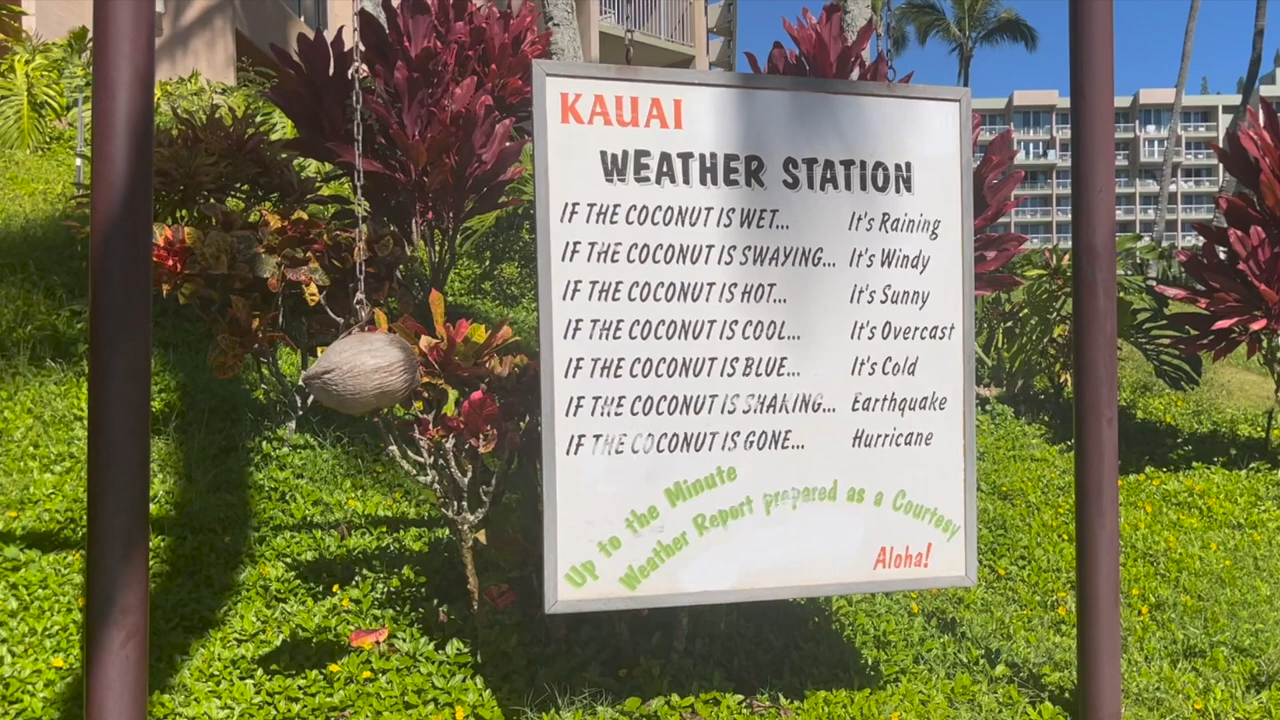 KAUAI
WEATHER STATION
IF THE COCONUT IS WET... It's Raining
IF THE COCONUT IS SWAYING... It's Windy
IF THE COCONUT IS HOT... It's Sunny
IF THE COCONUT IS COOL... It's Overcast
IF THE COCONUT IS BLUE... It's Cold
IF THE COCONUT IS SHAKING... Earthquake
IF THE COCONUT IS GONE... Hurricane
Up to the Minute
Weather Report prepared as a Courtesy
Aloha!